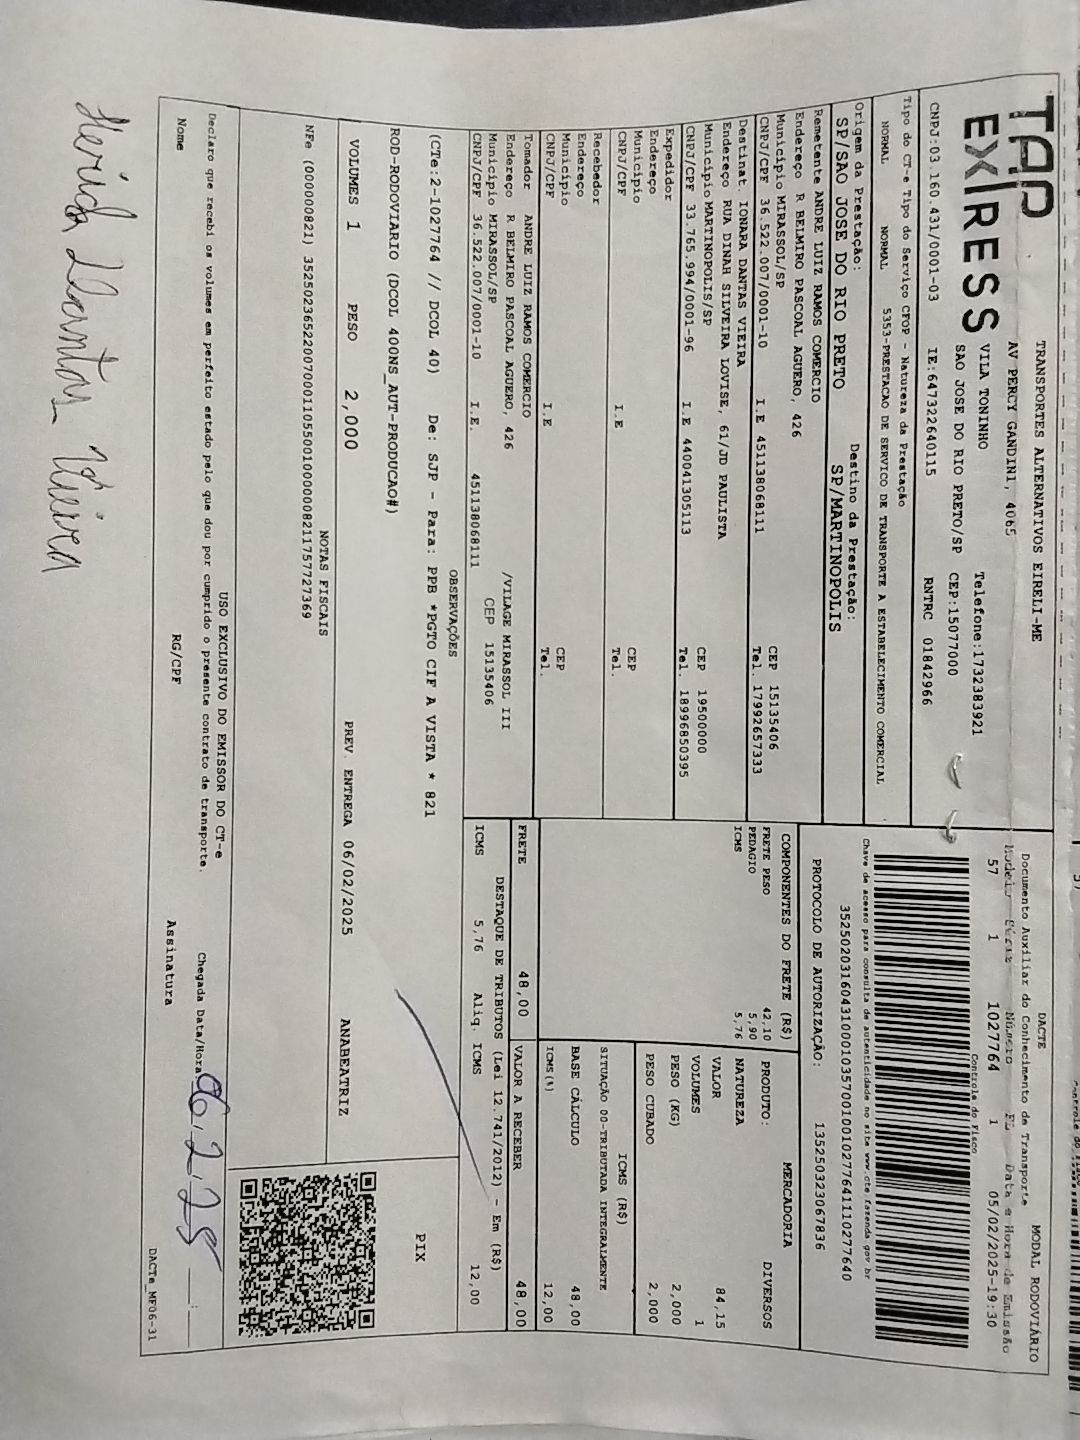 TAP
EXPRESS
TRANSPORTES ALTERNATIVOS EIRELI-ME
AV PERCY GANDINI, 4065
VILA TONINHO Telefone:1732383921
SAO JOSE DO RIO PRETO/SP CEP:15077000
CNPJ:03 160.431/0001-03 IE:647322640115 RNTRC 01842966
Tipo do CT-e Tipo do Serviço CFOP - Natureza da Prestação
NORMAL NORMAL 5353-PRESTACAO DE SERVICO DE TRANSPORTE A ESTABELECIMENTO COMERCIAL
Origem da Prestação: Destino da Prestação:
SP/SAO JOSE DO RIO PRETO SP/MARTINOPOLIS
Remetente ANDRE LUIZ RAMOS COMERCIO
Endereço R BELMIRO PASCOAL AGUERO, 426
Município MIRASSOL/SP CEP 15135406
CNPJ/CPF 36.522.007/0001-10 I.E 451138068111 Tel. 17992657333
Destinat. IONARA DANTAS VIEIRA
Endereço RUA DINAH SILVEIRA LOVISE, 61/JD PAULISTA
Município MARTINOPOLIS/SP CEP 19500000
CNPJ/CPF 33.765.994/0001-96 I.E 440041305113 Tel. 18996850395
Expedidor
Endereço
Município CEP
CNPJ/CPF I.E Tel.
Recebedor
Endereço
Município CEP
CNPJ/CPF I.E Tel.
Tomador ANDRE LUIZ RAMOS COMERCIO
Endereço R BELMIRO PASCOAL AGUERO, 426 /VILAGE MIRASSOL III
Município MIRASSOL/SP CEP 15135406
CNPJ/CPF 36.522.007/0001-10 I.E. 451138068111
DACTE MODAL RODOVIÁRIO
Documento Auxiliar do Conhecimento de Transporte
Modelo Série Número FL Data e Hora de Emissão
57 1 1027764 1 05/02/2025-19:30
Controle do Fisco
Chave de acesso para consulta de autenticidade no site www.cte.fazenda.gov.br
35250203160431000103570010010277641110277640
PROTOCOLO DE AUTORIZAÇÃO: 135250323067836
COMPONENTES DO FRETE (R$)
FRETE PESO 42,10
PEDAGIO 5,90
ICMS 5,76
MERCADORIA
PRODUTO: DIVERSOS
NATUREZA
VALOR 84,15
VOLUMES 1
PESO (KG) 2,000
PESO CUBADO 2,000
ICMS (R$)
SITUAÇÃO 00-TRIBUTADA INTEGRALMENTE
BASE CÁLCULO 48,00
ICMS(%) 12,00
FRETE 48,00 VALOR A RECEBER 48,00
DESTAQUE DE TRIBUTOS (Lei 12.741/2012) - Em (R$)
ICMS 5,76 Aliq. ICMS 12,00
OBSERVAÇÕES
(CTe:2-1027764 // DCOL 40) De: SJP - Para: PPB *PGTO CIF A VISTA * 821
ROD-RODOVIARIO (DCOL 400NS_AUT-PRODUCAO#)
PIX
VOLUMES 1 PESO 2,000 PREV. ENTREGA 06/02/2025 ANABEATRIZ
NOTAS FISCAIS
NFe (000000821) 35250236522007000110550010000008211757727369
USO EXCLUSIVO DO EMISSOR DO CT-e
Declaro que recebi os volumes em perfeito estado pelo que dou por cumprido o presente contrato de transporte. Chegada Data/Hora 06.2.25 __:__
Nome RG/CPF Assinatura
DACTe_MF06-31
Dantas Vieira